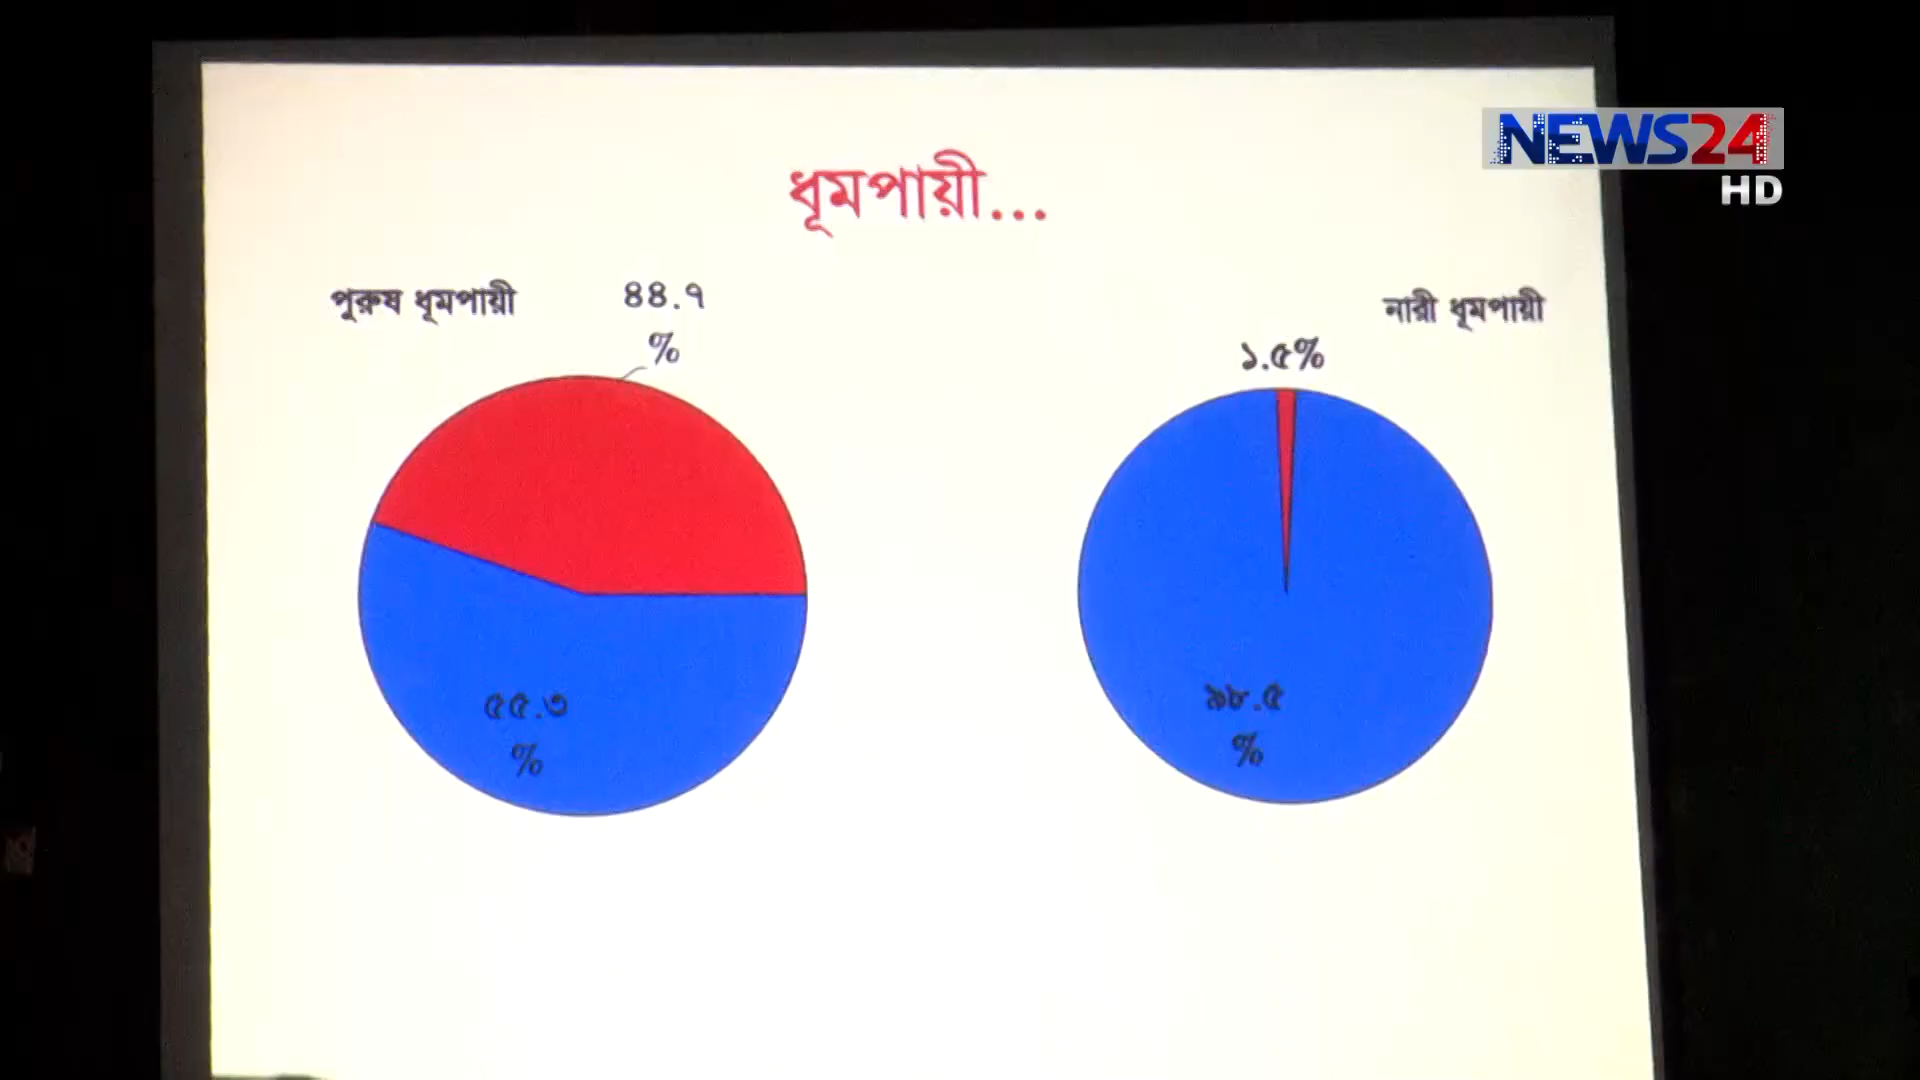 NEWS24
HD
ধূমপায়ী...
পুরুষ ধূমপায়ী
৪৪.৭
%
নারী ধূমপায়ী
১.৫%
৫৫.৩
%
৯৮.৫
%